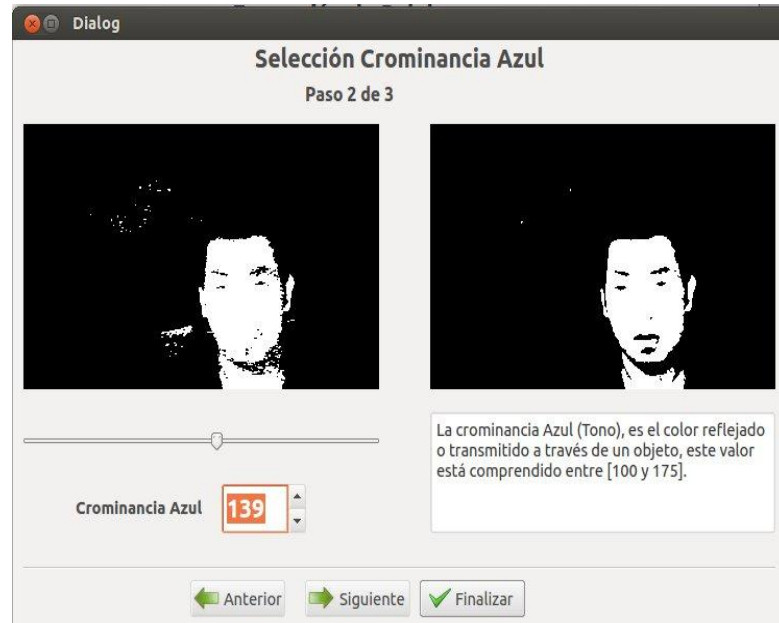 Dialog
Selección Crominancia Azul
Paso 2 de 3
La crominancia Azul (Tono), es el color reflejado
o transmitido a través de un objeto, este valor
está comprendido entre [100 y 175].
Crominancia Azul 139
Anterior Siguiente Finalizar